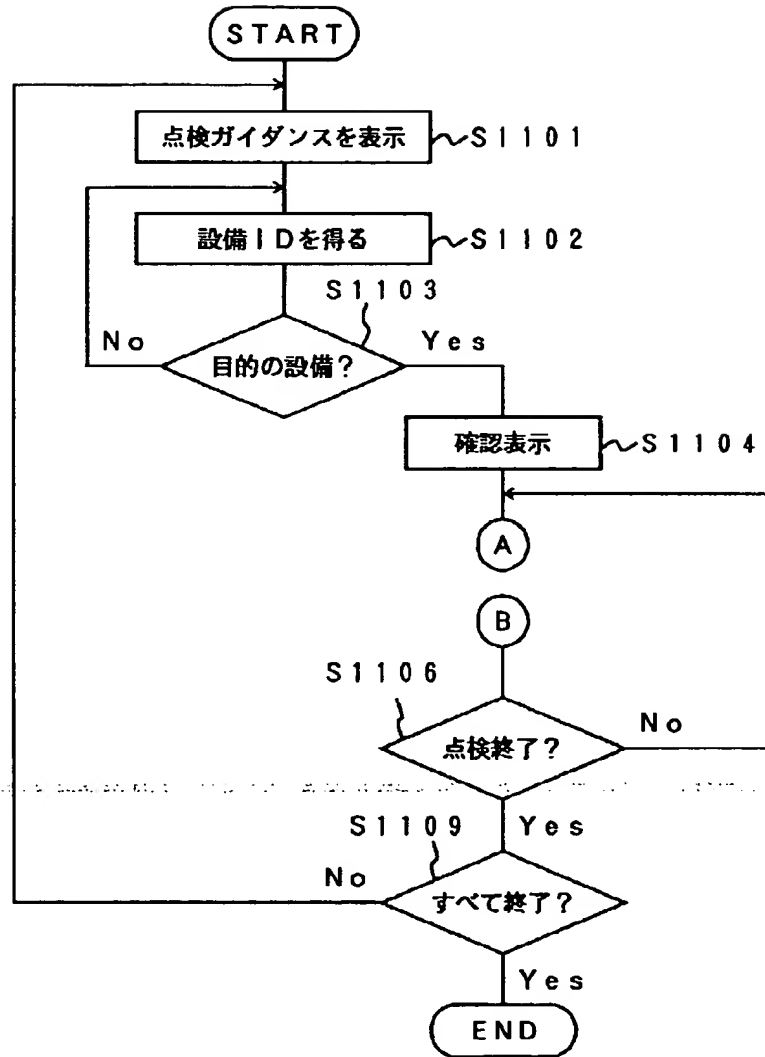 START
点検ガイダンスを表示 S1101
設備IDを得る S1102
S1103
No 目的の設備? Yes
確認表示 S1104
A
B
S1106
点検終了? No
Yes
S1109
No すべて終了?
Yes
END